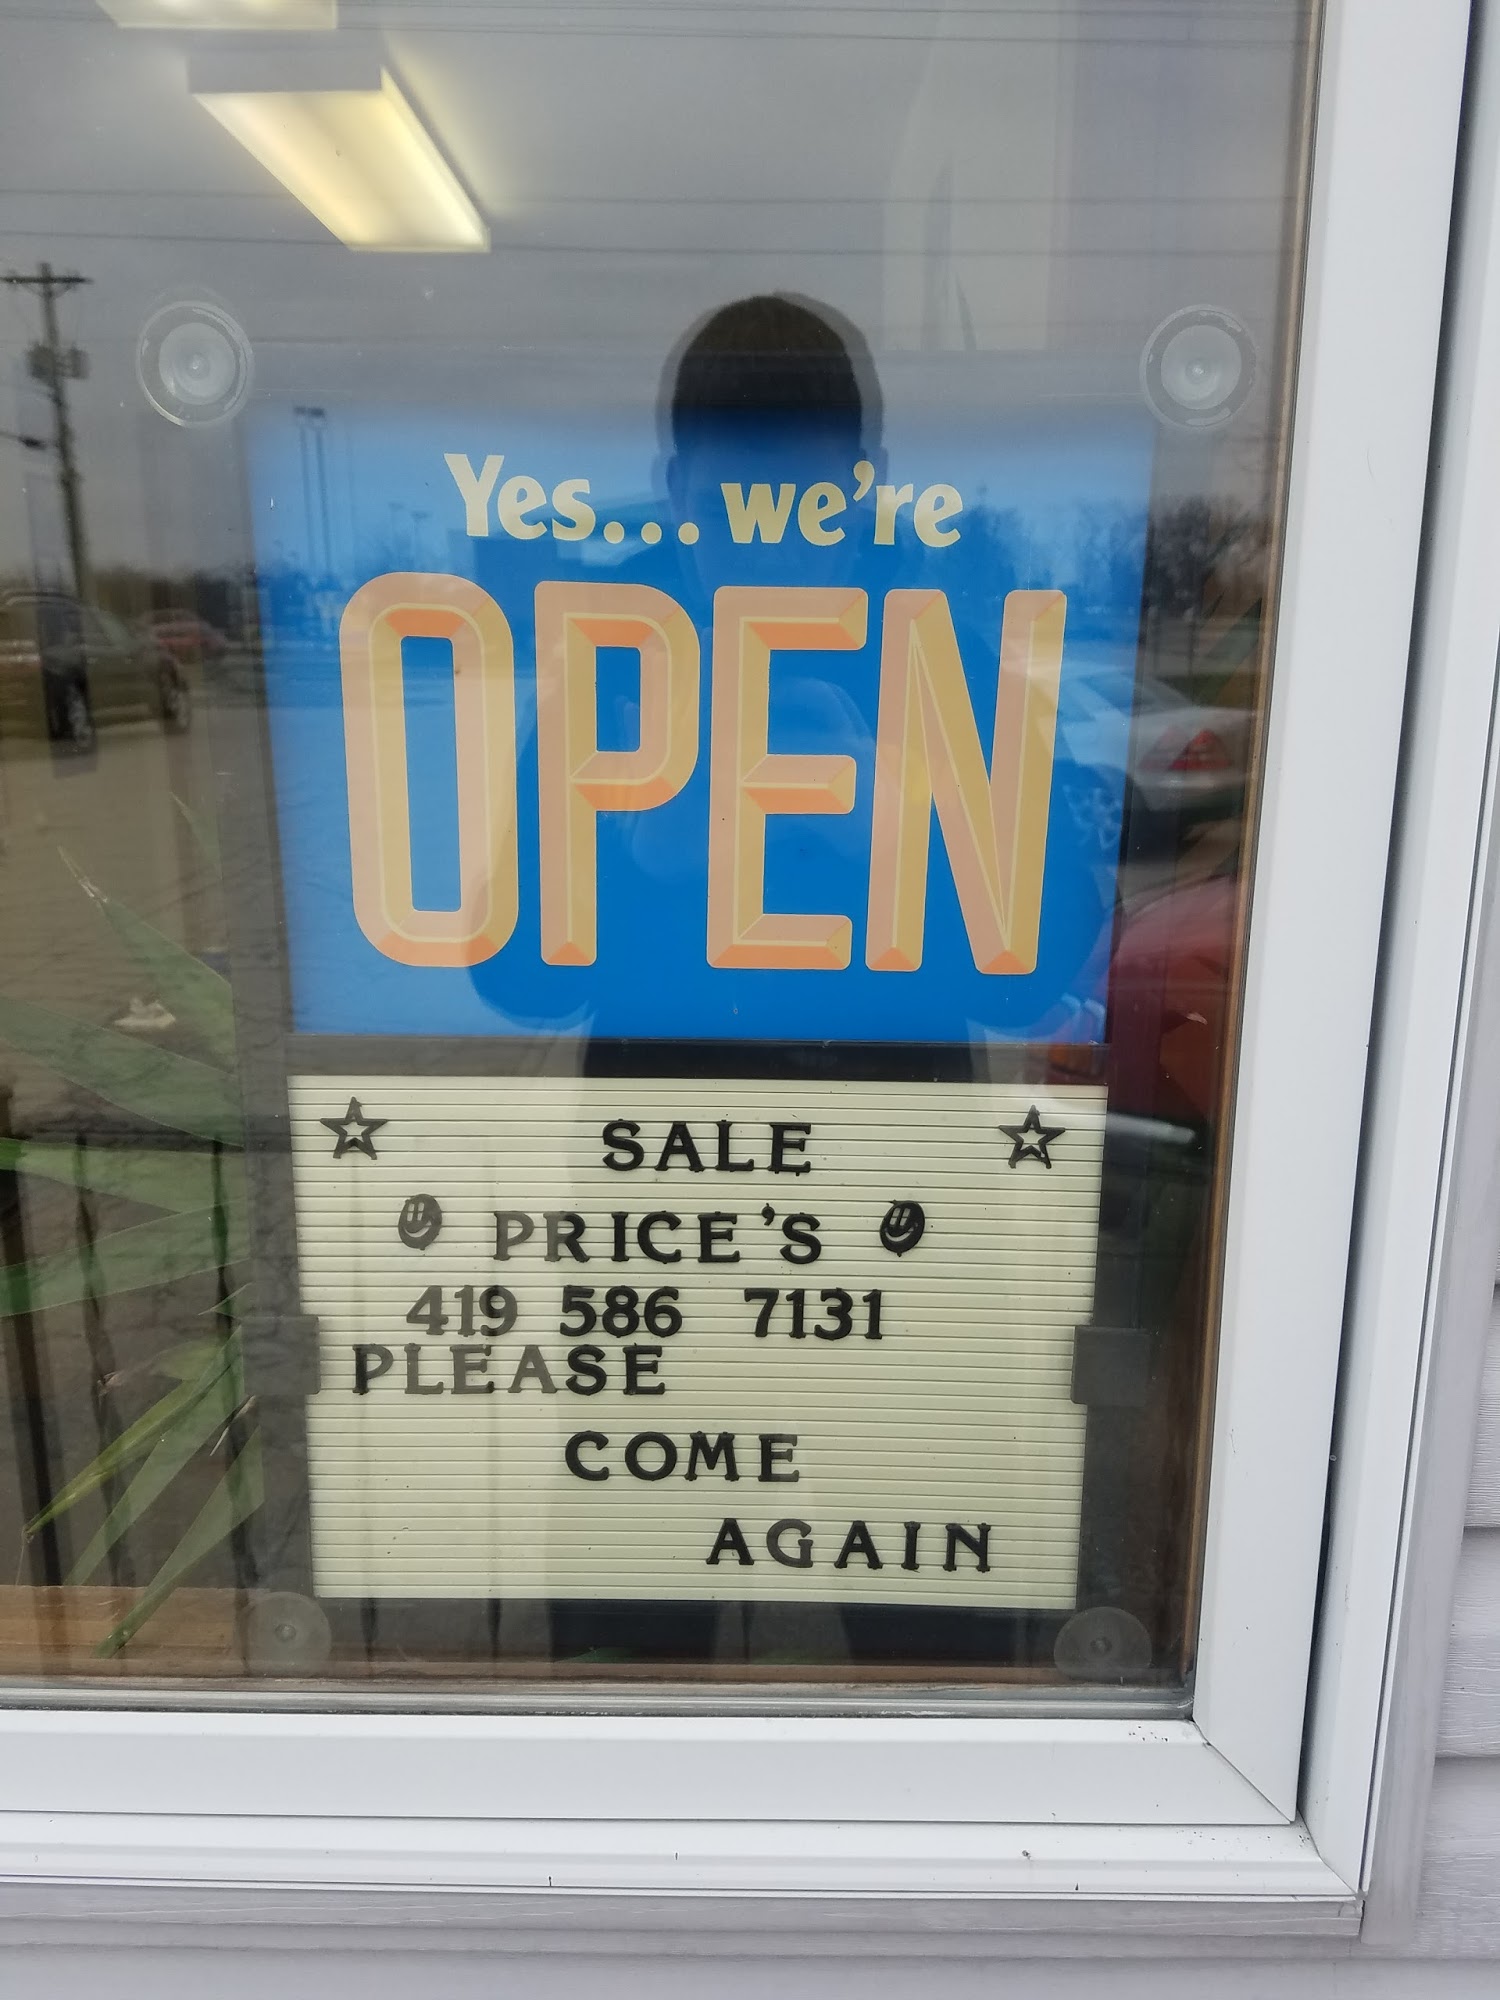 Yes... we're
OPEN
SALE
PRICE'S
419 586 7131
PLEASE
COME
AGAIN